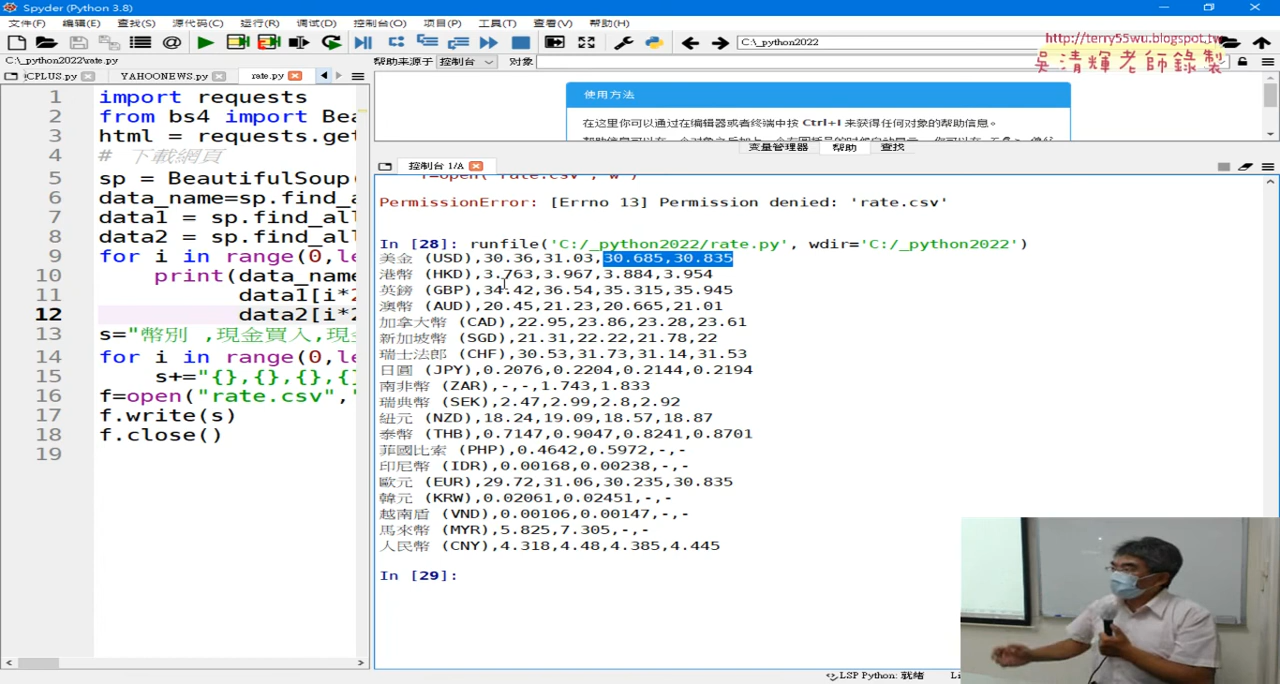 Spyder (Python 3.8)
文件(F) 编辑(E) 查找(S) 源代码(C) 运行(R) 调试(D) 控制台(O) 项目(P) 工具(T) 查看(V) 帮助(H)
C:\_python2022
http://terry55wu.blogspot.tw
吳清輝老師錄製
C:\_python2022\rate.py
CPLUS.py YAHOONEWS.py rate.py
帮助来源于 控制台 对象
1 import requests
2 from bs4 import Bea
3 html = requests.get
4 # 下載網頁
5 sp = BeautifulSoup(
6 data_name=sp.find_a
7 data1 = sp.find_all
8 data2 = sp.find_all
9 for i in range(0,le
10 print(data_name
11 data1[i*2
12 data2[i*2
13 s="幣別 ,現金買入,現金
14 for i in range(0,le
15 s+="{},{},{},{}
16 f=open("rate.csv",
17 f.write(s)
18 f.close()
19
使用方法
在这里你可以通过在编辑器或者终端中按 Ctrl+I 来获得任何对象的帮助信息。
变量管理器 帮助 查找
控制台 1/A
f=open('rate.csv','w')
PermissionError: [Errno 13] Permission denied: 'rate.csv'
In [28]: runfile('C:/_python2022/rate.py', wdir='C:/_python2022')
美金 (USD),30.36,31.03,30.685,30.835
港幣 (HKD),3.763,3.967,3.884,3.954
英鎊 (GBP),34.42,36.54,35.315,35.945
澳幣 (AUD),20.45,21.23,20.665,21.01
加拿大幣 (CAD),22.95,23.86,23.28,23.61
新加坡幣 (SGD),21.31,22.22,21.78,22
瑞士法郎 (CHF),30.53,31.73,31.14,31.53
日圓 (JPY),0.2076,0.2204,0.2144,0.2194
南非幣 (ZAR),-,-,1.743,1.833
瑞典幣 (SEK),2.47,2.99,2.8,2.92
紐元 (NZD),18.24,19.09,18.57,18.87
泰幣 (THB),0.7147,0.9047,0.8241,0.8701
菲國比索 (PHP),0.4642,0.5972,-,-
印尼幣 (IDR),0.00168,0.00238,-,-
歐元 (EUR),29.72,31.06,30.235,30.835
韓元 (KRW),0.02061,0.02451,-,-
越南盾 (VND),0.00106,0.00147,-,-
馬來幣 (MYR),5.825,7.305,-,-
人民幣 (CNY),4.318,4.48,4.385,4.445
In [29]:
LSP Python: 就绪